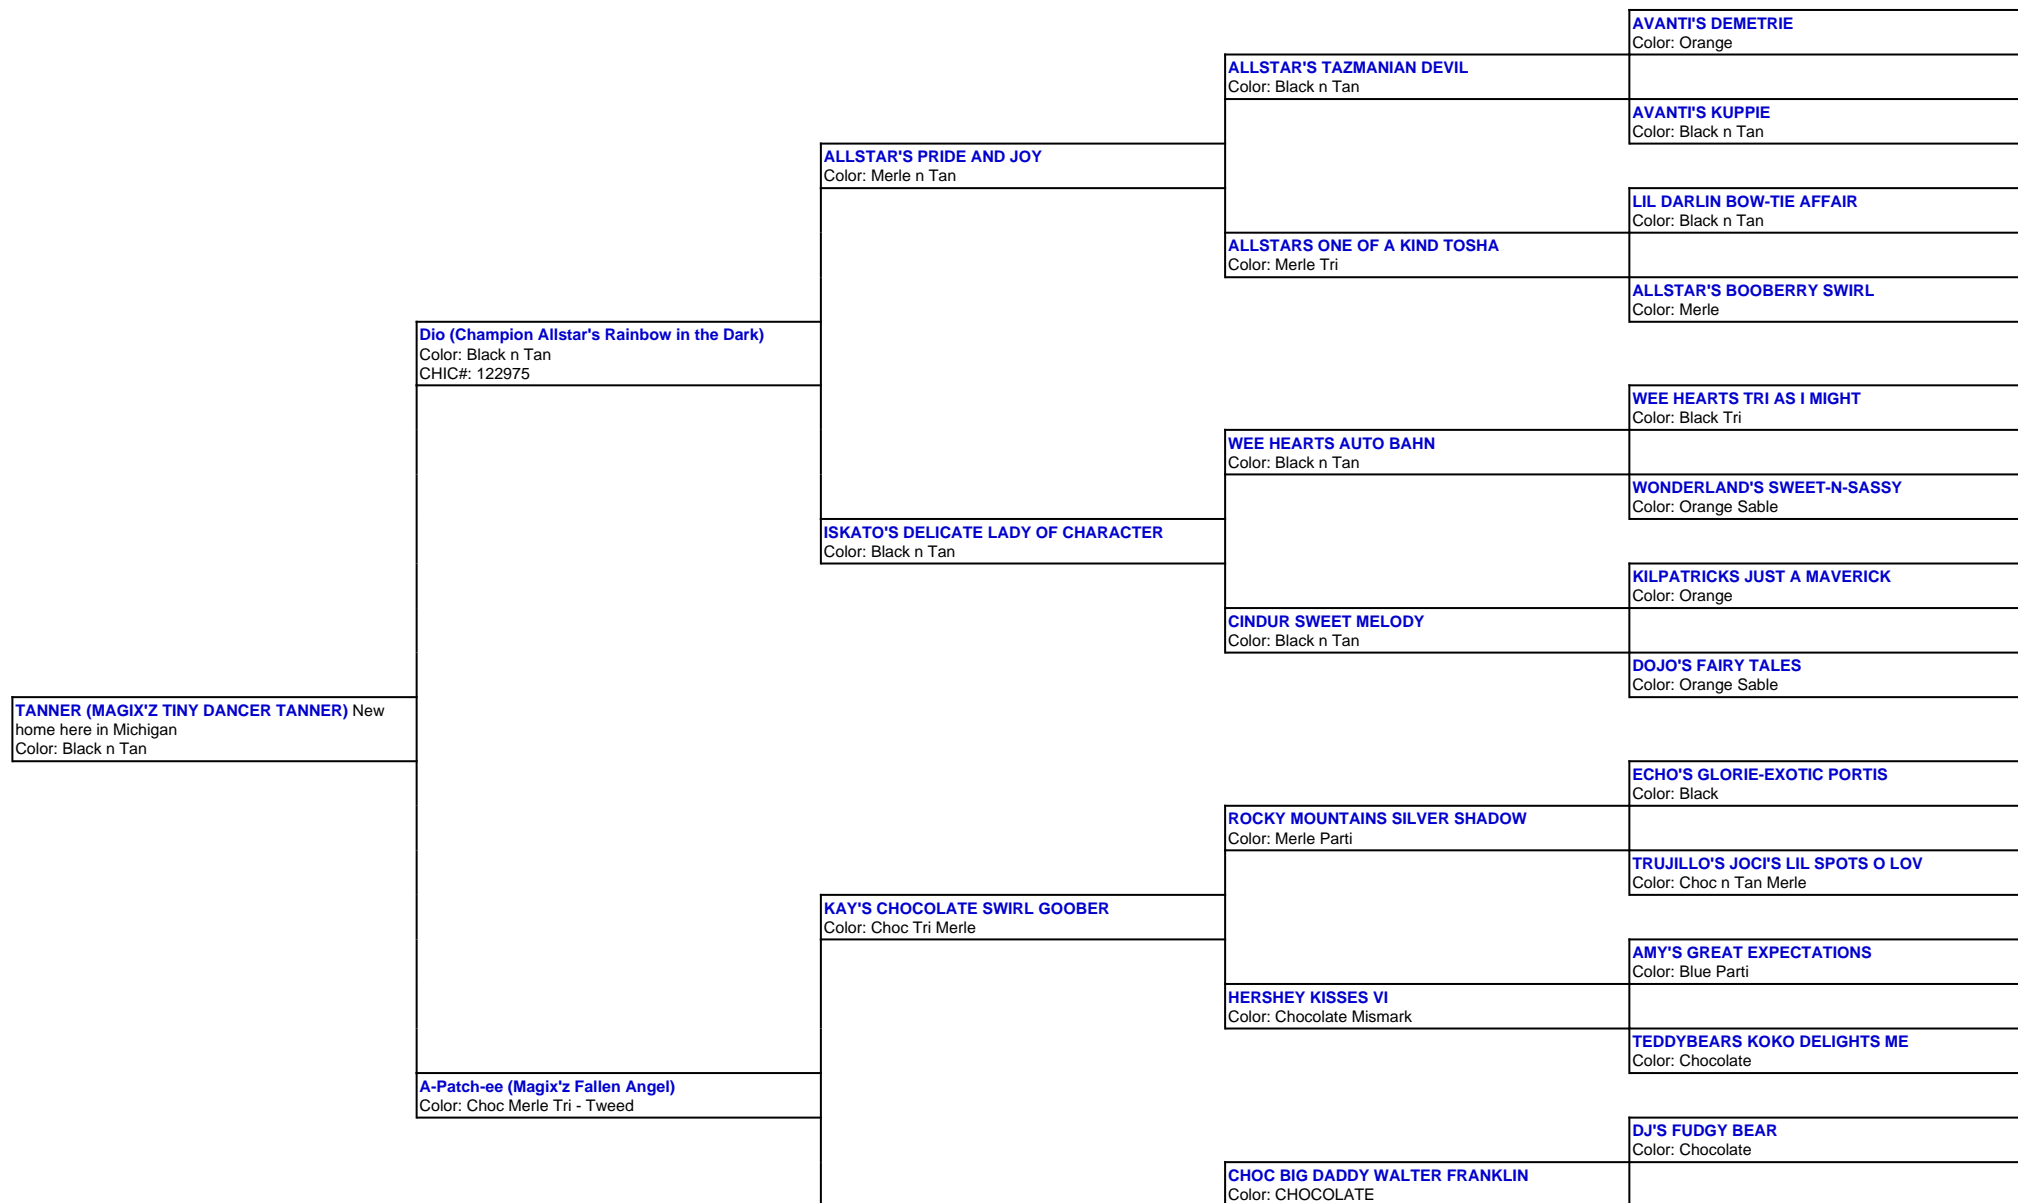 AVANTI'S DEMETRIE
Color: Orange
ALLSTAR'S TAZMANIAN DEVIL
Color: Black n Tan
AVANTI'S KUPPIE
Color: Black n Tan
ALLSTAR'S PRIDE AND JOY
Color: Merle n Tan
LIL DARLIN BOW-TIE AFFAIR
Color: Black n Tan
ALLSTARS ONE OF A KIND TOSHA
Color: Merle Tri
ALLSTAR'S BOOBERRY SWIRL
Color: Merle
Dio (Champion Allstar's Rainbow in the Dark)
Color: Black n Tan
CHIC#: 122975
WEE HEARTS TRI AS I MIGHT
Color: Black Tri
WEE HEARTS AUTO BAHN
Color: Black n Tan
WONDERLAND'S SWEET-N-SASSY
Color: Orange Sable
ISKATO'S DELICATE LADY OF CHARACTER
Color: Black n Tan
KILPATRICKS JUST A MAVERICK
Color: Orange
CINDUR SWEET MELODY
Color: Black n Tan
DOJO'S FAIRY TALES
Color: Orange Sable
TANNER (MAGIX'Z TINY DANCER TANNER) New
home here in Michigan
Color: Black n Tan
ECHO'S GLORIE-EXOTIC PORTIS
Color: Black
ROCKY MOUNTAINS SILVER SHADOW
Color: Merle Parti
TRUJILLO'S JOCI'S LIL SPOTS O LOV
Color: Choc n Tan Merle
KAY'S CHOCOLATE SWIRL GOOBER
Color: Choc Tri Merle
AMY'S GREAT EXPECTATIONS
Color: Blue Parti
HERSHEY KISSES VI
Color: Chocolate Mismark
TEDDYBEARS KOKO DELIGHTS ME
Color: Chocolate
A-Patch-ee (Magix'z Fallen Angel)
Color: Choc Merle Tri - Tweed
DJ'S FUDGY BEAR
Color: Chocolate
CHOC BIG DADDY WALTER FRANKLIN
Color: CHOCOLATE